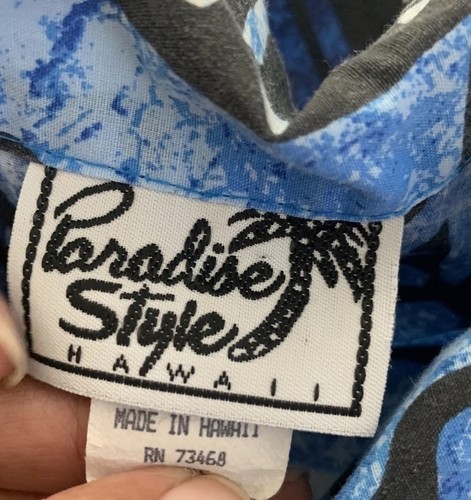 Paradise
Style
HAWAII
MADE IN HAWAII
RN 73468